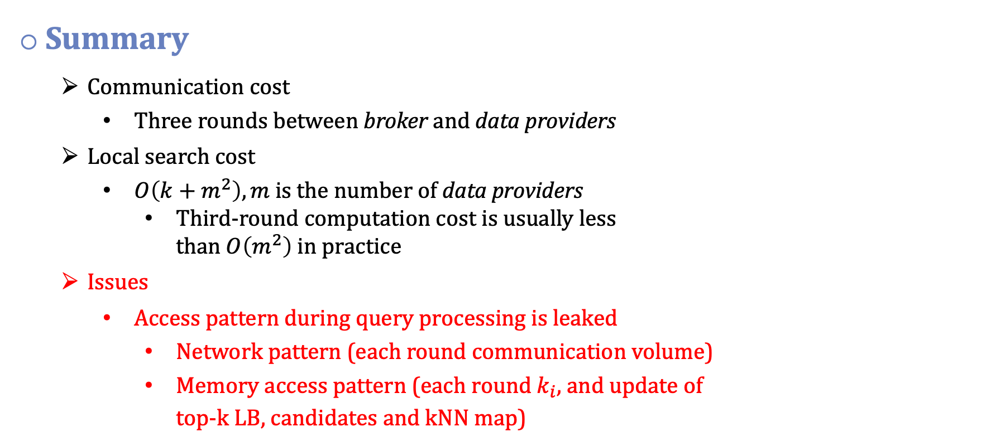 ○ Summary
➢ Communication cost
• Three rounds between broker and data providers
➢ Local search cost
• O(k + m²), m is the number of data providers
• Third-round computation cost is usually less
than O(m²) in practice
➢ Issues
• Access pattern during query processing is leaked
• Network pattern (each round communication volume)
• Memory access pattern (each round kᵢ, and update of
top-k LB, candidates and kNN map)